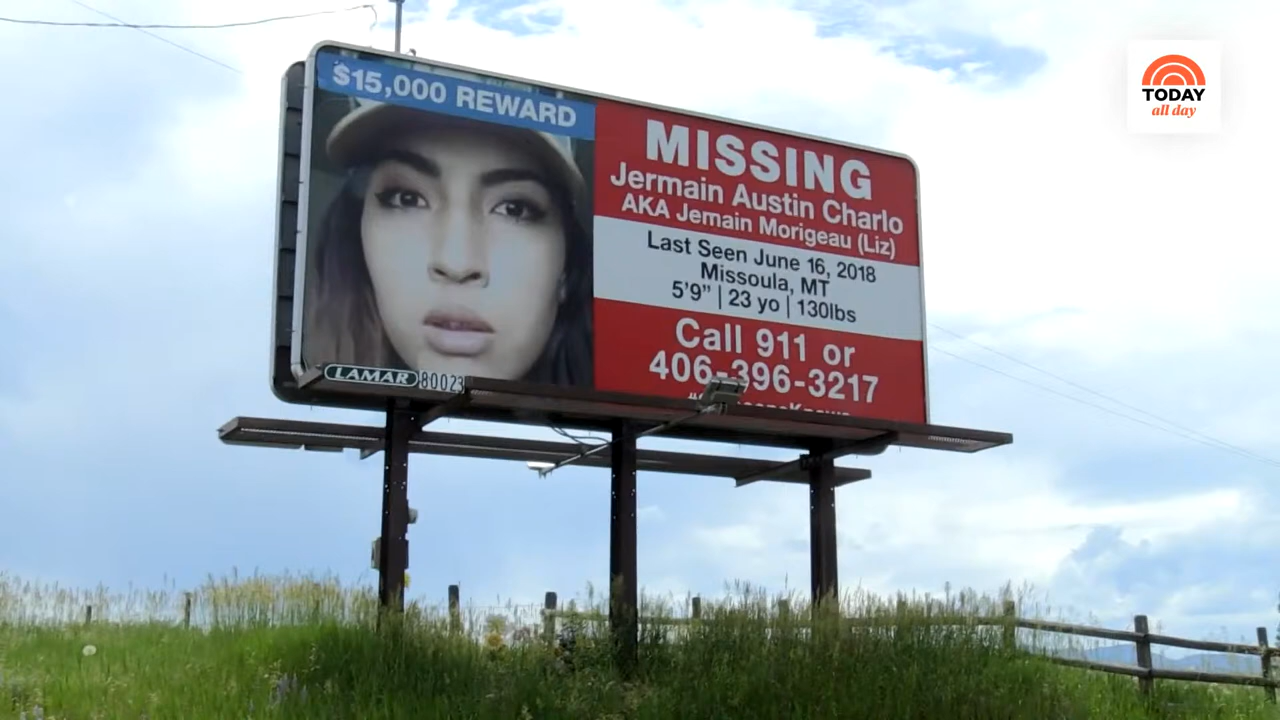 $15,000 REWARD
MISSING
Jermain Austin Charlo
AKA Jemain Morigeau (Liz)
Last Seen June 16, 2018
Missoula, MT
5'9" | 23 yo | 130lbs
Call 911 or
406-396-3217
LAMAR 80023
TODAY
all day